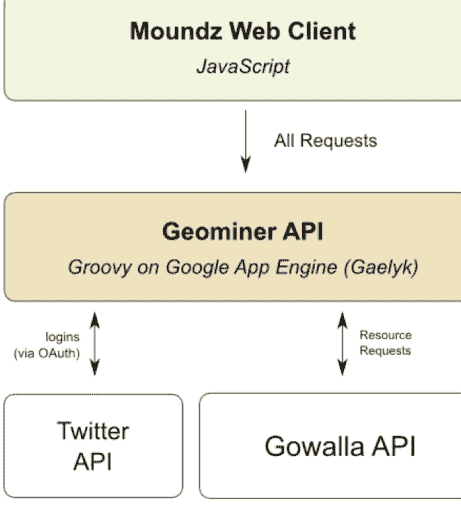 Moundz Web Client
JavaScript
All Requests
Geominer API
Groovy on Google App Engine (Gaelyk)
logins
(via OAuth)
Resource
Requests
Twitter
API
Gowalla API